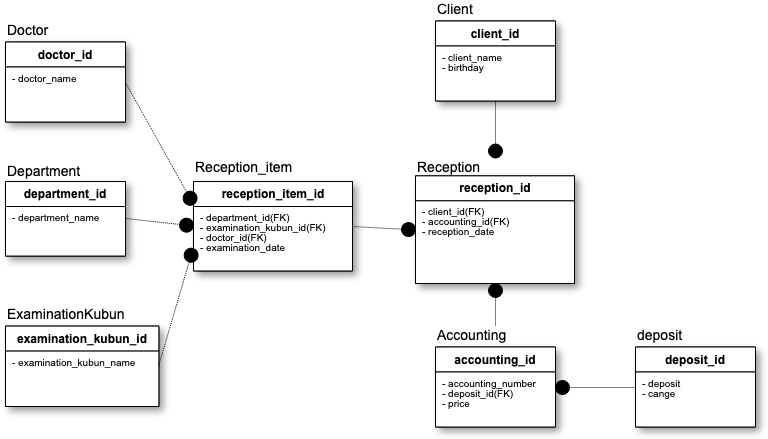 Client
client_id
- client_name
- birthday
Doctor
doctor_id
- doctor_name
Department
department_id
- department_name
Reception_item
reception_item_id
- department_id(FK)
- examination_kubun_id(FK)
- doctor_id(FK)
- examination_date
Reception
reception_id
- client_id(FK)
- accounting_id(FK)
- reception_date
ExaminationKubun
examination_kubun_id
- examination_kubun_name
Accounting
accounting_id
- accounting_number
- deposit_id(FK)
- price
deposit
deposit_id
- deposit
- cange